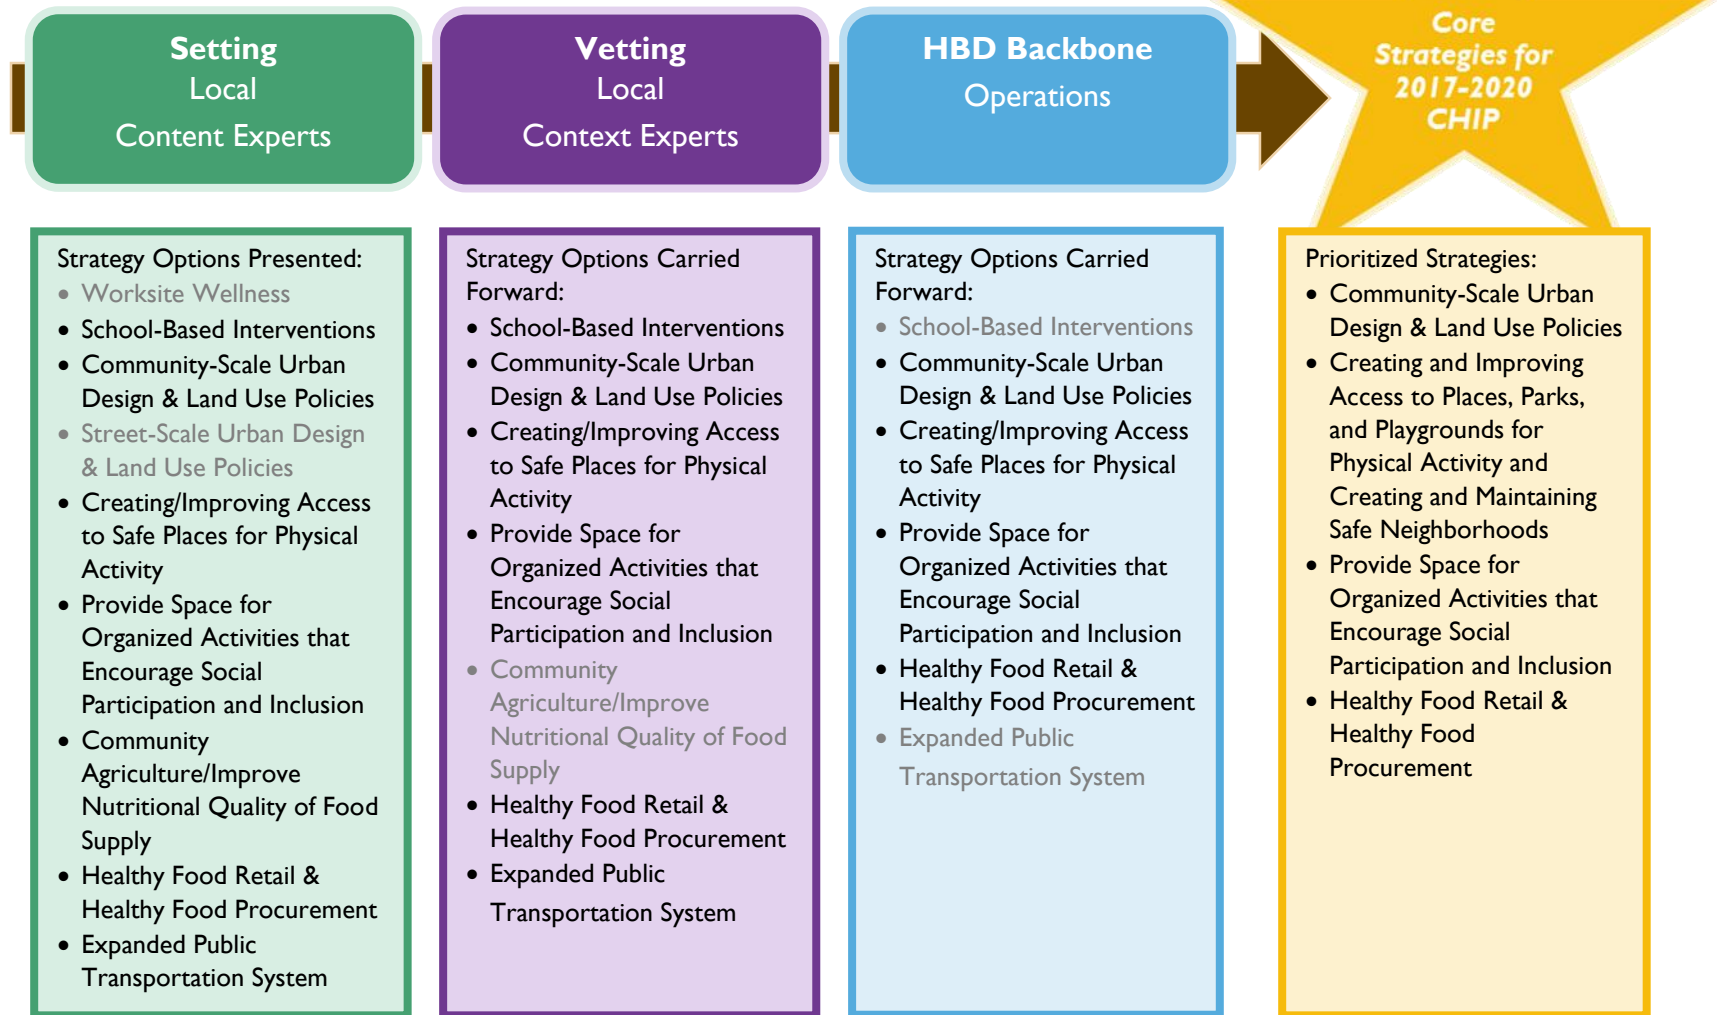 Setting
Local
Content Experts
Vetting
Local
Context Experts
HBD Backbone
Operations
Core
Strategies for
2017-2020
CHIP
Strategy Options Presented:
• Worksite Wellness
• School-Based Interventions
• Community-Scale Urban
Design & Land Use Policies
• Street-Scale Urban Design
& Land Use Policies
• Creating/Improving Access
to Safe Places for Physical
Activity
• Provide Space for
Organized Activities that
Encourage Social
Participation and Inclusion
• Community
Agriculture/Improve
Nutritional Quality of Food
Supply
• Healthy Food Retail &
Healthy Food Procurement
• Expanded Public
Transportation System
Strategy Options Carried
Forward:
• School-Based Interventions
• Community-Scale Urban
Design & Land Use Policies
• Creating/Improving Access
to Safe Places for Physical
Activity
• Provide Space for
Organized Activities that
Encourage Social
Participation and Inclusion
• Community
Agriculture/Improve
Nutritional Quality of Food
Supply
• Healthy Food Retail &
Healthy Food Procurement
• Expanded Public
Transportation System
Strategy Options Carried
Forward:
• School-Based Interventions
• Community-Scale Urban
Design & Land Use Policies
• Creating/Improving Access
to Safe Places for Physical
Activity
• Provide Space for
Organized Activities that
Encourage Social
Participation and Inclusion
• Healthy Food Retail &
Healthy Food Procurement
• Expanded Public
Transportation System
Prioritized Strategies:
• Community-Scale Urban
Design & Land Use Policies
• Creating and Improving
Access to Places, Parks,
and Playgrounds for
Physical Activity and
Creating and Maintaining
Safe Neighborhoods
• Provide Space for
Organized Activities that
Encourage Social
Participation and Inclusion
• Healthy Food Retail &
Healthy Food
Procurement